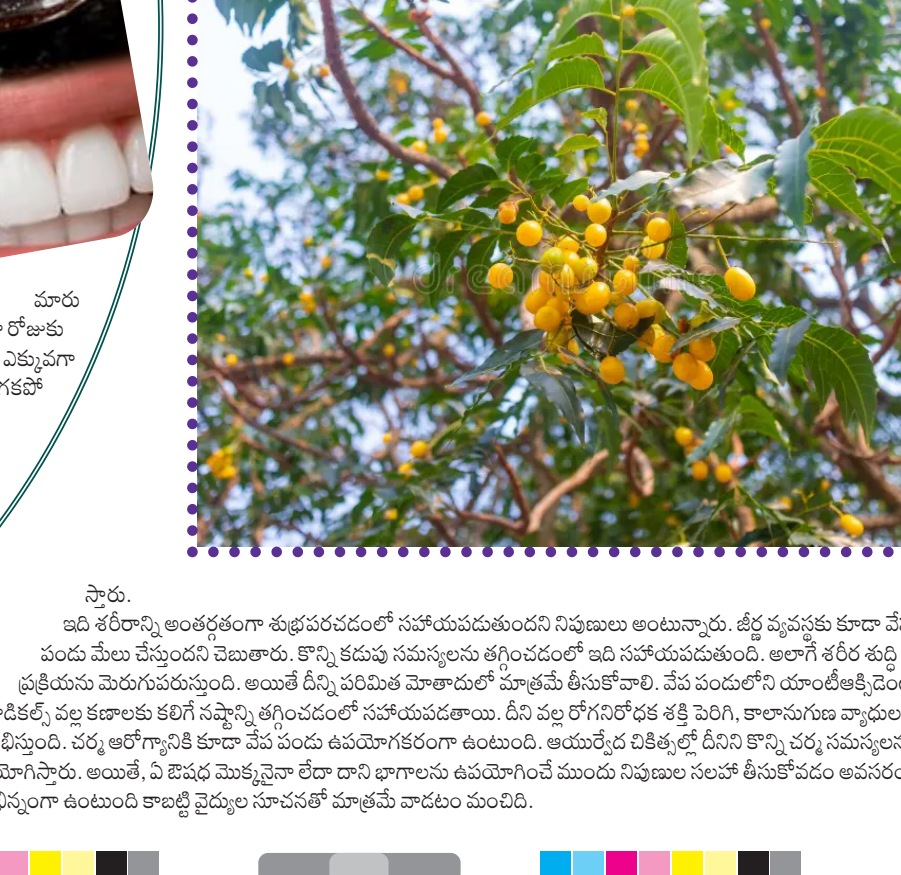 మారు
రోజుకు
ఎక్కువగా
గకపో
dreamstime
స్తారు.
ఇది శరీరాన్ని అంతర్గతంగా శుభ్రపరచడంలో సహాయపడుతుందని నిపుణులు అంటున్నారు. జీర్ణ వ్యవస్థకు కూడా వే
పండు మేలు చేస్తుందని చెబుతారు. కొన్ని కడుపు సమస్యలను తగ్గించడంలో ఇది సహాయపడుతుంది. అలాగే శరీర శుద్ధి
ప్రక్రియను మెరుగుపరుస్తుంది. అయితే దీన్ని పరిమిత మోతాదులో మాత్రమే తీసుకోవాలి. వేప పండులోని యాంటీఆక్సిడెం
డికల్స్ వల్ల కణాలకు కలిగే నష్టాన్ని తగ్గించడంలో సహాయపడతాయి. దీని వల్ల రోగనిరోధక శక్తి పెరిగి, కాలానుగుణ వ్యాధుల
భిస్తుంది. చర్మ ఆరోగ్యానికి కూడా వేప పండు ఉపయోగకరంగా ఉంటుంది. ఆయుర్వేద చికిత్సల్లో దీనిని కొన్ని చర్మ సమస్యల
యోగిస్తారు. అయితే, ఏ ఔషధ మొక్కనైనా లేదా దాని భాగాలను ఉపయోగించే ముందు నిపుణుల సలహా తీసుకోవడం అవసరం
భిన్నంగా ఉంటుంది కాబట్టి వైద్యుల సూచనతో మాత్రమే వాడటం మంచిది.